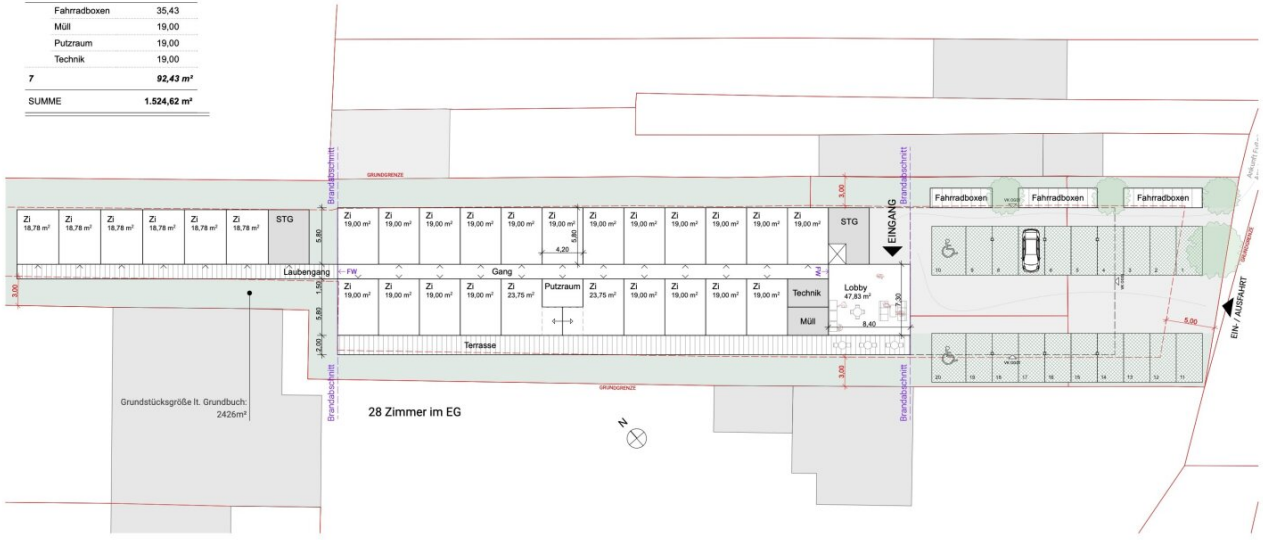 Fahrradboxen 35,43
Müll 19,00
Putzraum 19,00
Technik 19,00
7 92,43 m²
SUMME 1.524,62 m²
Brandabschnitt
Brandabschnitt
GRUNDGRENZE
3,00
Fahrradboxen
Fahrradboxen
Fahrradboxen
Zi Zi Zi Zi Zi Zi STG
18,78 m² 18,78 m² 18,78 m² 18,78 m² 18,78 m² 18,78 m²
5,80
Zi Zi Zi Zi Zi Zi Zi Zi Zi Zi Zi Zi STG
19,00 m² 19,00 m² 19,00 m² 19,00 m² 19,00 m² 19,00 m² 19,00 m² 19,00 m² 19,00 m² 19,00 m² 19,00 m² 19,00 m²
5,80
4,20
EINGANG
GRUNDGRENZE
Laubengang
FW
Gang
FW
3,00
1,50
5,80
2,00
Zi Zi Zi Zi Zi Putzraum Zi Zi Zi Zi Zi Technik
19,00 m² 19,00 m² 19,00 m² 19,00 m² 23,75 m² 23,75 m² 19,00 m² 19,00 m² 19,00 m² 19,00 m²
Müll
Lobby
47,83 m²
7,30
8,40
EIN- / AUSFAHRT
5,00
Terrasse
3,00
GRUNDGRENZE
Brandabschnitt
Brandabschnitt
Grundstücksgröße lt. Grundbuch:
2426m²
28 Zimmer im EG
N